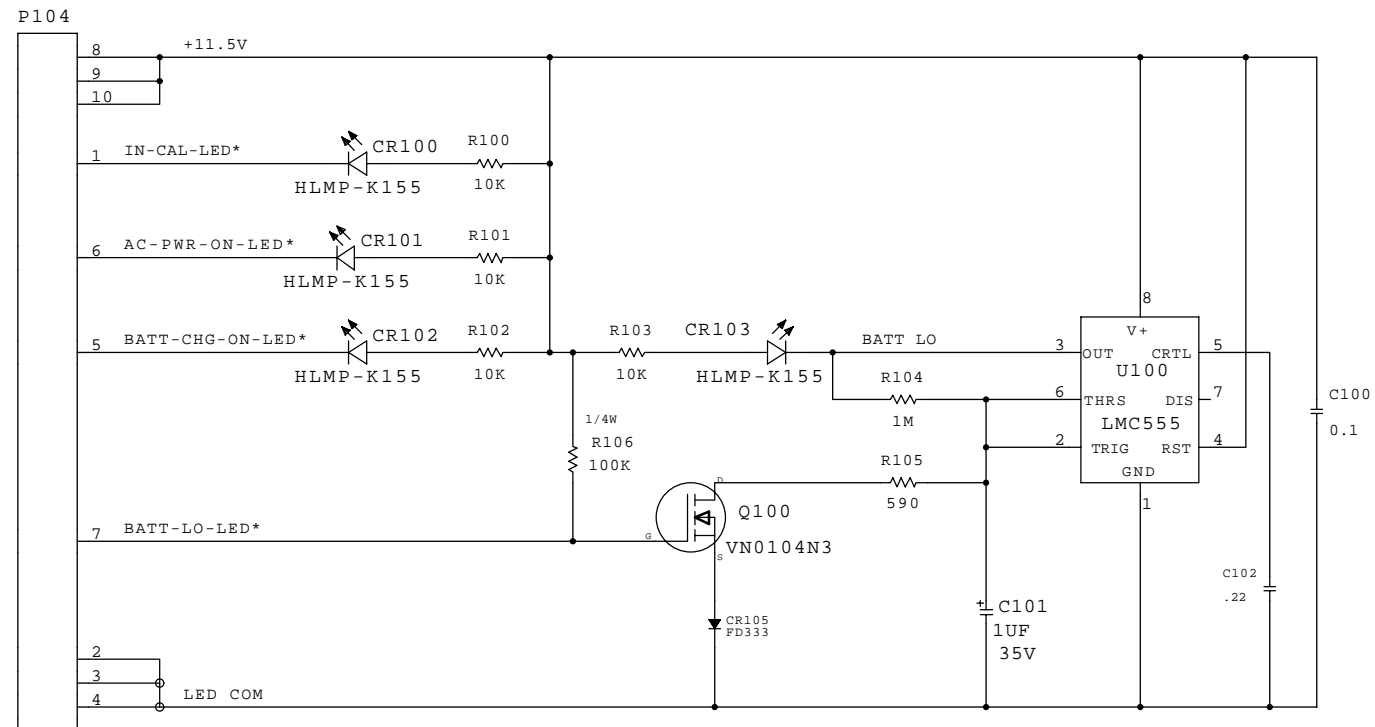 P104
8 +11.5V
9
10
1 IN-CAL-LED* CR100 R100
HLMP-K155 10K
6 AC-PWR-ON-LED* CR101 R101
HLMP-K155 10K
8
V+
5 BATT-CHG-ON-LED* CR102 R102 R103 CR103 BATT LO 3 OUT CRTL 5
HLMP-K155 10K 10K HLMP-K155 U100
R104 6 THRS DIS 7 C100
1M LMC555 0.1
1/4W
R106
100K
2 TRIG RST 4
R105 GND
590 1
D
Q100
7 BATT-LO-LED* G VN0104N3
S
C102
.22
CR105
FD333
+ C101
1UF
35V
2
3
4 LED COM